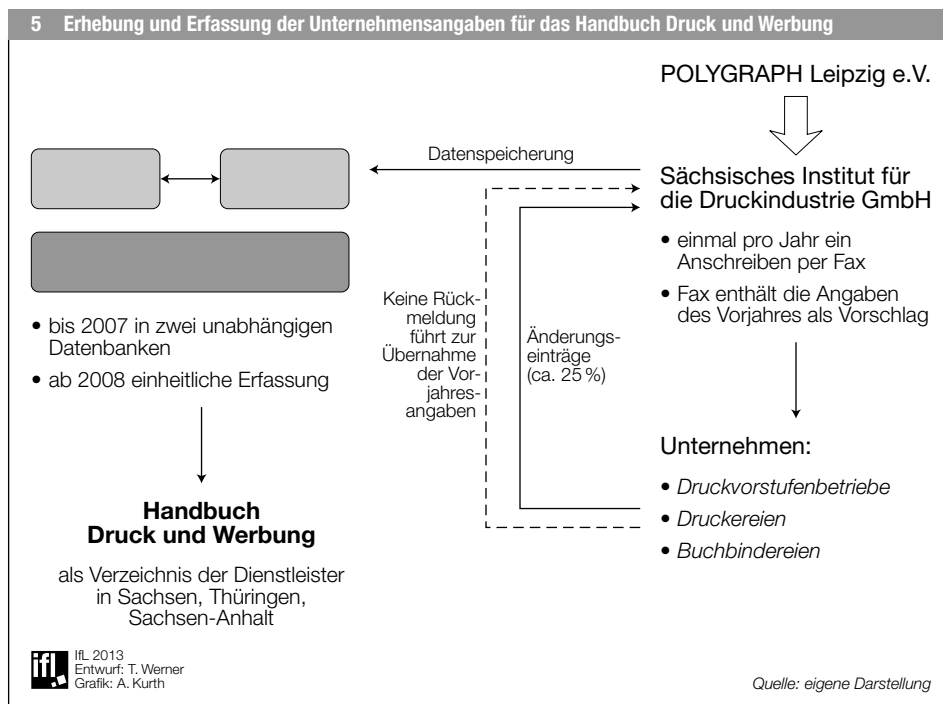 5 Erhebung und Erfassung der Unternehmensangaben für das Handbuch Druck und Werbung
POLYGRAPH Leipzig e.V.
Datenspeicherung
Sächsisches Institut für
die Druckindustrie GmbH
• einmal pro Jahr ein
Anschreiben per Fax
• Fax enthält die Angaben
des Vorjahres als Vorschlag
Keine Rück-
meldung
führt zur
Übernahme
der Vor-
jahres-
angaben
Änderungs-
einträge
(ca. 25 %)
• bis 2007 in zwei unabhängigen
Datenbanken
• ab 2008 einheitliche Erfassung
Unternehmen:
• Druckvorstufenbetriebe
• Druckereien
• Buchbindereien
Handbuch
Druck und Werbung
als Verzeichnis der Dienstleister
in Sachsen, Thüringen,
Sachsen-Anhalt
ifl
IfL 2013
Entwurf: T. Werner
Grafik: A. Kurth
Quelle: eigene Darstellung